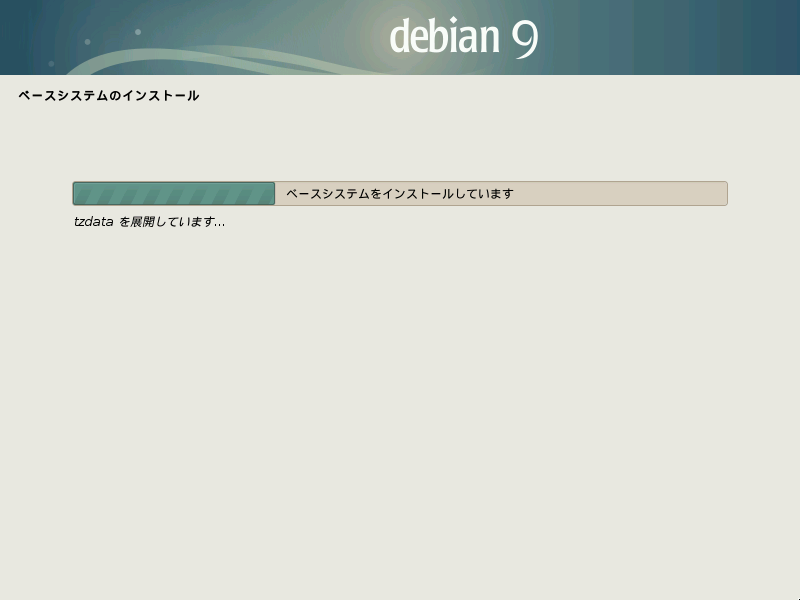 debian 9
ベースシステムのインストール
ベースシステムをインストールしています
tzdata を展開しています...